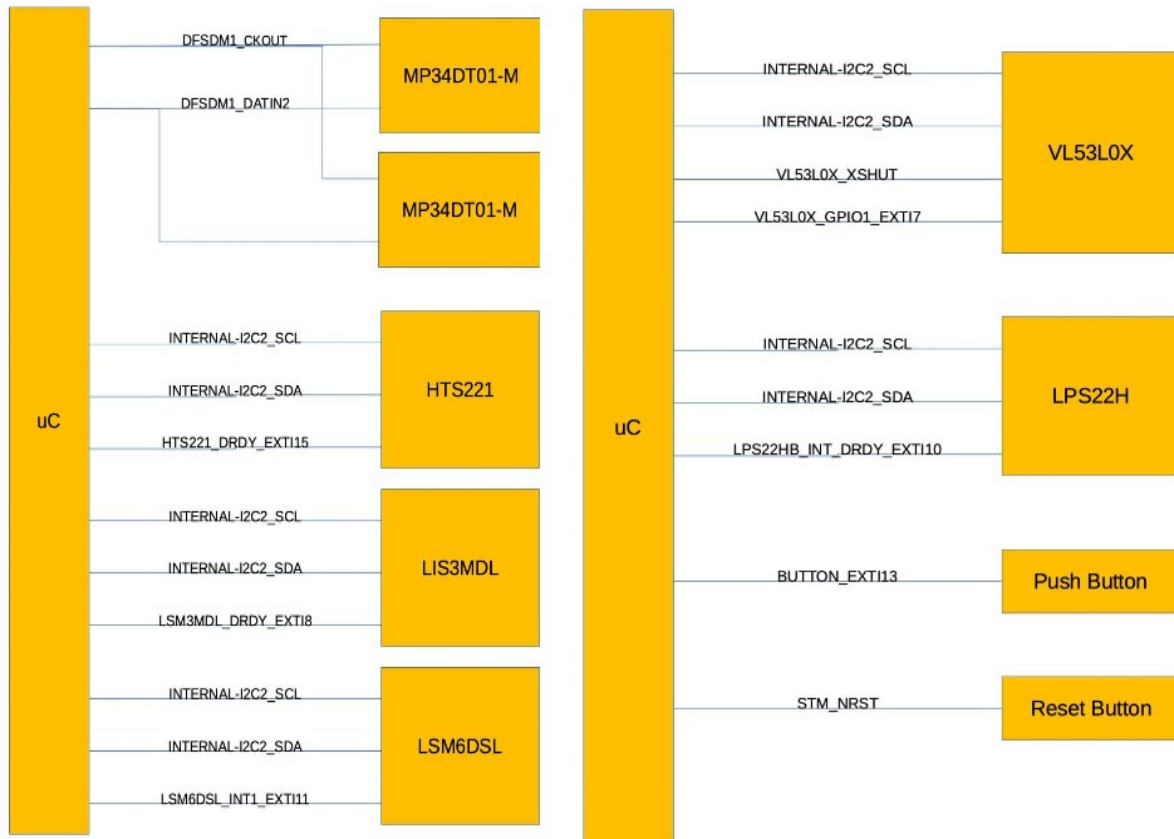 DFSDM1_CKOUT
MP34DT01-M
DFSDM1_DATIN2
MP34DT01-M
uC
INTERNAL-I2C2_SCL
INTERNAL-I2C2_SDA
HTS221
HTS221_DRDY_EXTI15
INTERNAL-I2C2_SCL
INTERNAL-I2C2_SDA
LIS3MDL
LSM3MDL_DRDY_EXTI8
INTERNAL-I2C2_SCL
INTERNAL-I2C2_SDA
LSM6DSL
LSM6DSL_INT1_EXTI11
INTERNAL-I2C2_SCL
INTERNAL-I2C2_SDA
VL53L0X
VL53L0X_XSHUT
VL53L0X_GPIO1_EXTI7
uC
INTERNAL-I2C2_SCL
INTERNAL-I2C2_SDA
LPS22H
LPS22HB_INT_DRDY_EXTI10
BUTTON_EXTI13
Push Button
STM_NRST
Reset Button